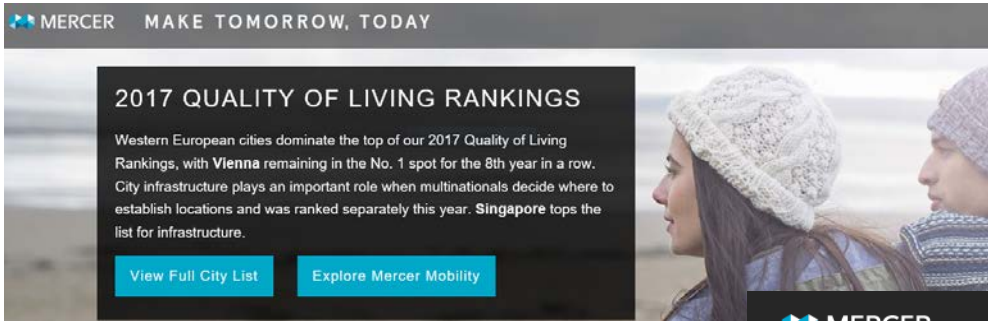 MERCER MAKE TOMORROW, TODAY
2017 QUALITY OF LIVING RANKINGS
Western European cities dominate the top of our 2017 Quality of Living
Rankings, with Vienna remaining in the No. 1 spot for the 8th year in a row.
City infrastructure plays an important role when multinationals decide where to
establish locations and was ranked separately this year. Singapore tops the
list for infrastructure.
View Full City List Explore Mercer Mobility
MERCER